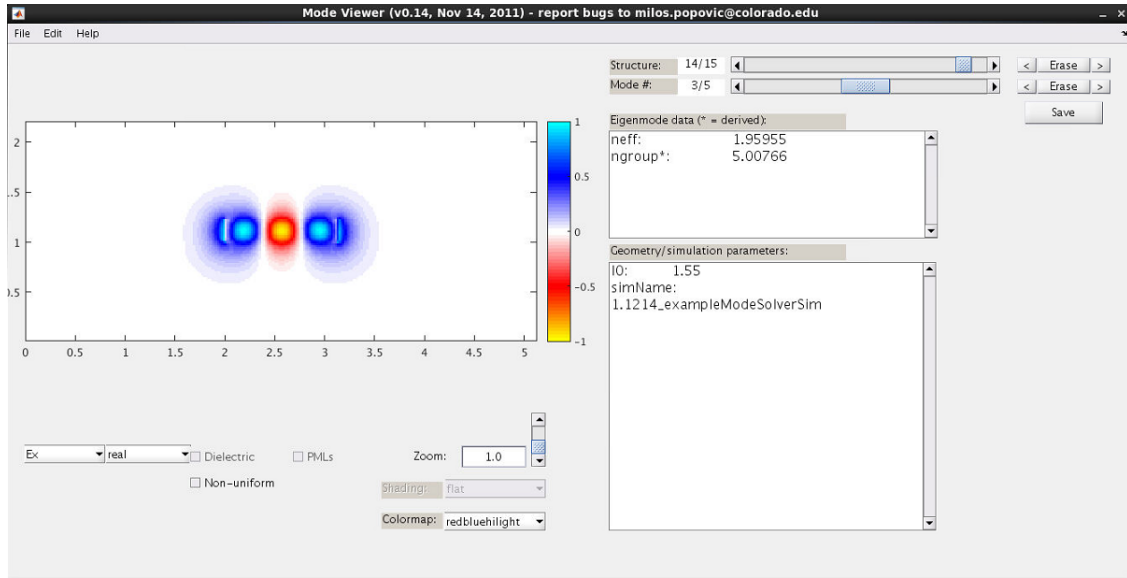 Mode Viewer (v0.14, Nov 14, 2011) - report bugs to milos.popovic@colorado.edu
File Edit Help
Structure: 14/15 < Erase >
Mode #: 3/5 < Erase >
Save
Eigenmode data (* = derived):
neff: 1.95955
ngroup*: 5.00766
Geometry/simulation parameters:
IO: 1.55
simName:
1.1214_exampleModeSolverSim
2
.5
1
0.5
0 0.5 1 1.5 2 2.5 3 3.5 4 4.5 5
1
0.5
0
-0.5
-1
Ex real Dielectric PMLs Zoom: 1.0
Non-uniform
Shading: flat
Colormap: redbluehilight